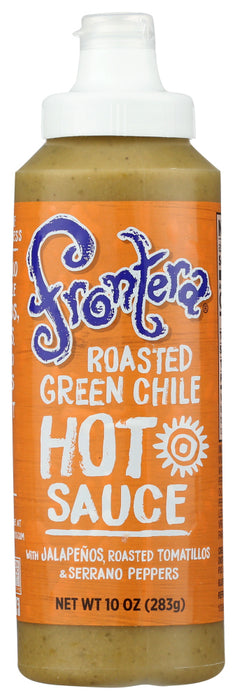 Frontera®
ROASTED
GREEN CHILE
HOT
SAUCE
WITH JALAPEÑOS, ROASTED TOMATILLOS
& SERRANO PEPPERS
NET WT 10 OZ (283g)